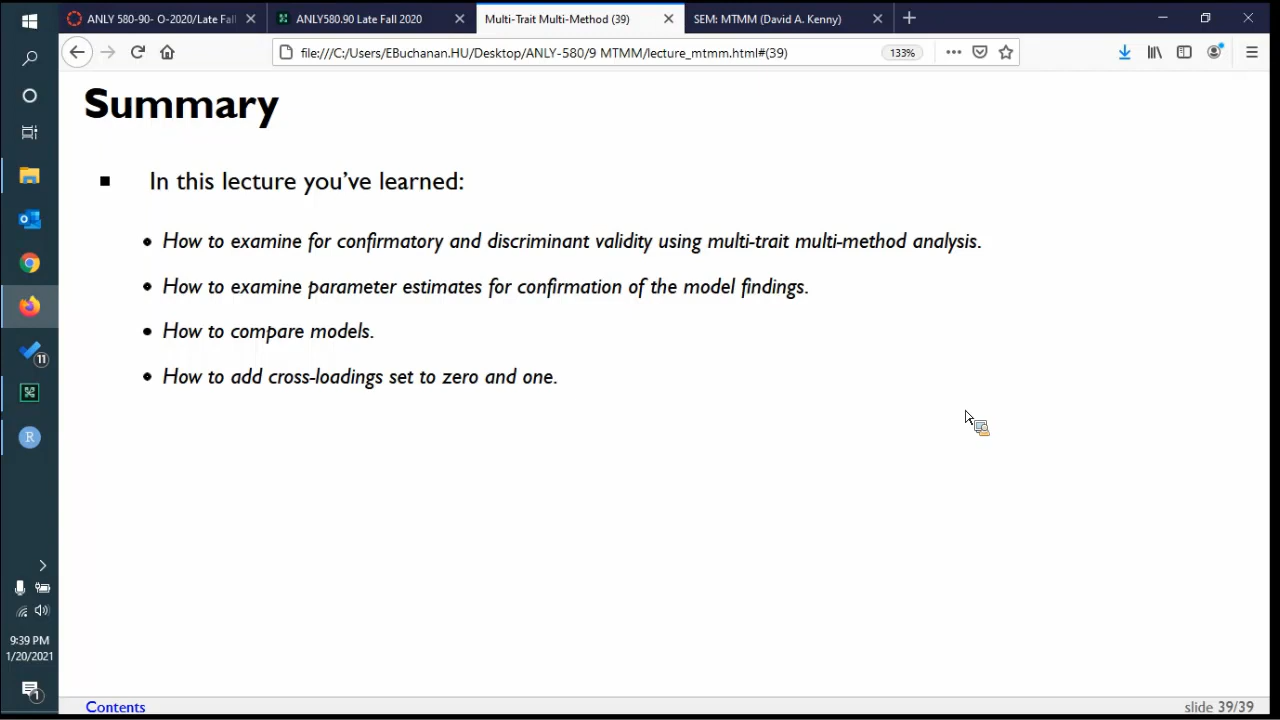 ANLY 580-90- O-2020/Late Fall
ANLY580.90 Late Fall 2020
Multi-Trait Multi-Method (39)
SEM: MTMM (David A. Kenny)
file:///C:/Users/EBuchanan.HU/Desktop/ANLY-580/9 MTMM/lecture_mtmm.html#(39)
133%
Summary
In this lecture you've learned:
How to examine for confirmatory and discriminant validity using multi-trait multi-method analysis.
How to examine parameter estimates for confirmation of the model findings.
How to compare models.
How to add cross-loadings set to zero and one.
11
R
9:39 PM
1/20/2021
1
Contents
slide 39/39